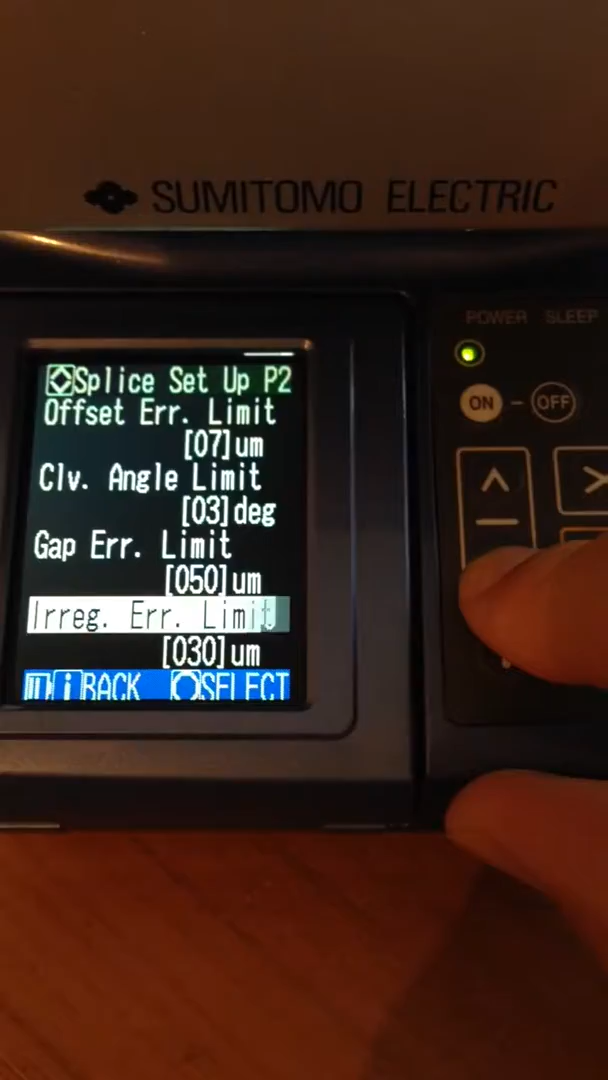 SUMITOMO ELECTRIC
POWER SLEEP
ON - OFF
Splice Set Up P2
Offset Err. Limit
[07]um
Clv. Angle Limit
[03]deg
Gap Err. Limit
[050]um
Irreg. Err. Limit
[030]um
BACK SELECT